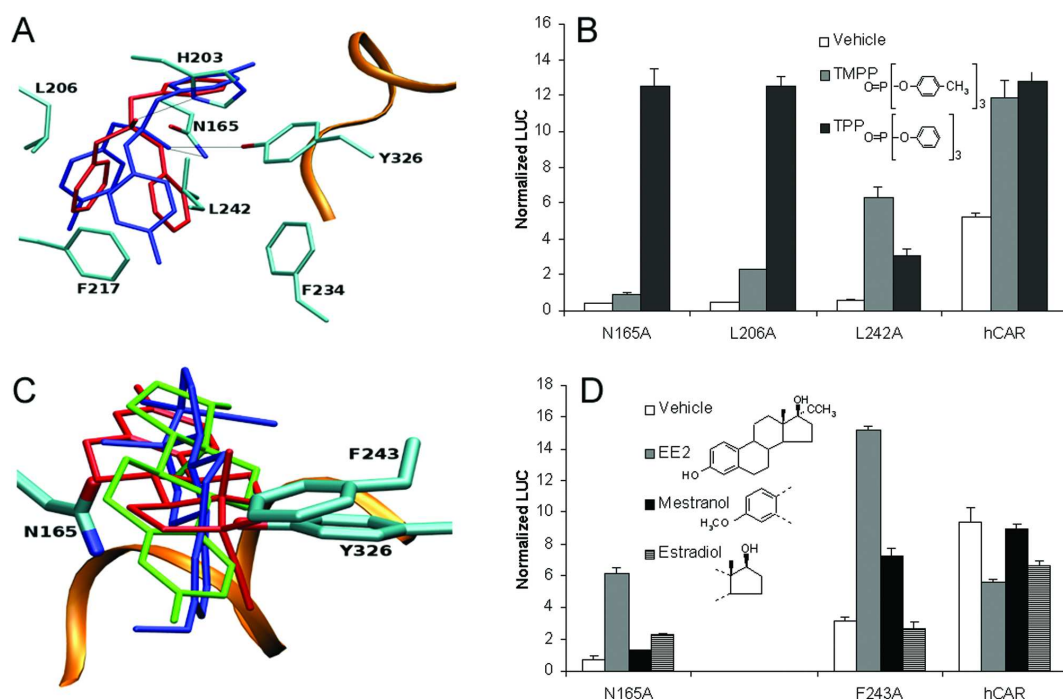 A
H203
L206
N165
Y326
L242
F217
F234
B
Normalized LUC
16
14
12
10
8
6
4
2
0
Vehicle
TMPP
O=P
O
CH3
3
TPP
O=P
O
3
N165A
L206A
L242A
hCAR
C
F243
N165
Y326
D
Normalized LUC
18
16
14
12
10
8
6
4
2
0
Vehicle
EE2
OH
CCH3
HO
Mestranol
H3CO
Estradiol
OH
N165A
F243A
hCAR